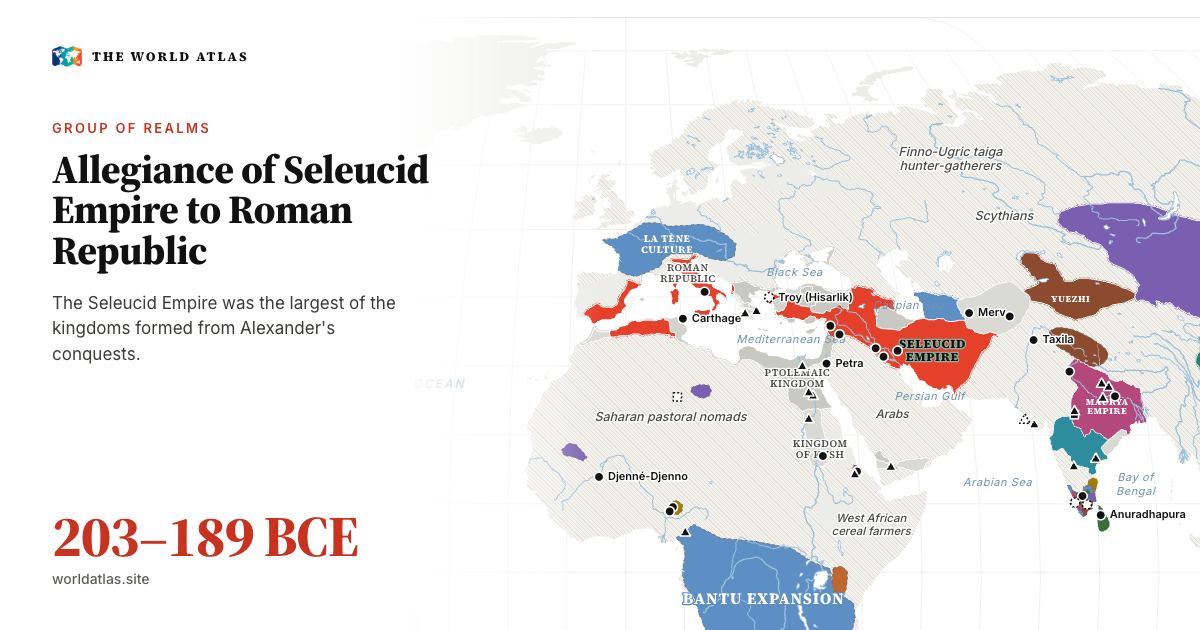 THE WORLD ATLAS
GROUP OF REALMS
Allegiance of Seleucid
Empire to Roman
Republic
The Seleucid Empire was the largest of the
kingdoms formed from Alexander's
conquests.
203–189 BCE
worldatlas.site
Finno-Ugric taiga
hunter-gatherers
Scythians
LA TÈNE
CULTURE
ROMAN
REPUBLIC
Black Sea
Troy (Hisarlik)
Caspian
YUEZHI
Carthage
Merv
Mediterranean Sea
SELEUCID
EMPIRE
Taxila
Petra
PTOLEMAIC
KINGDOM
OCEAN
Persian Gulf
MAURYA
EMPIRE
Saharan pastoral nomads
Arabs
KINGDOM
OF KUSH
Djenné-Djenno
Arabian Sea
Bay of
Bengal
Anuradhapura
West African
cereal farmers
BANTU EXPANSION